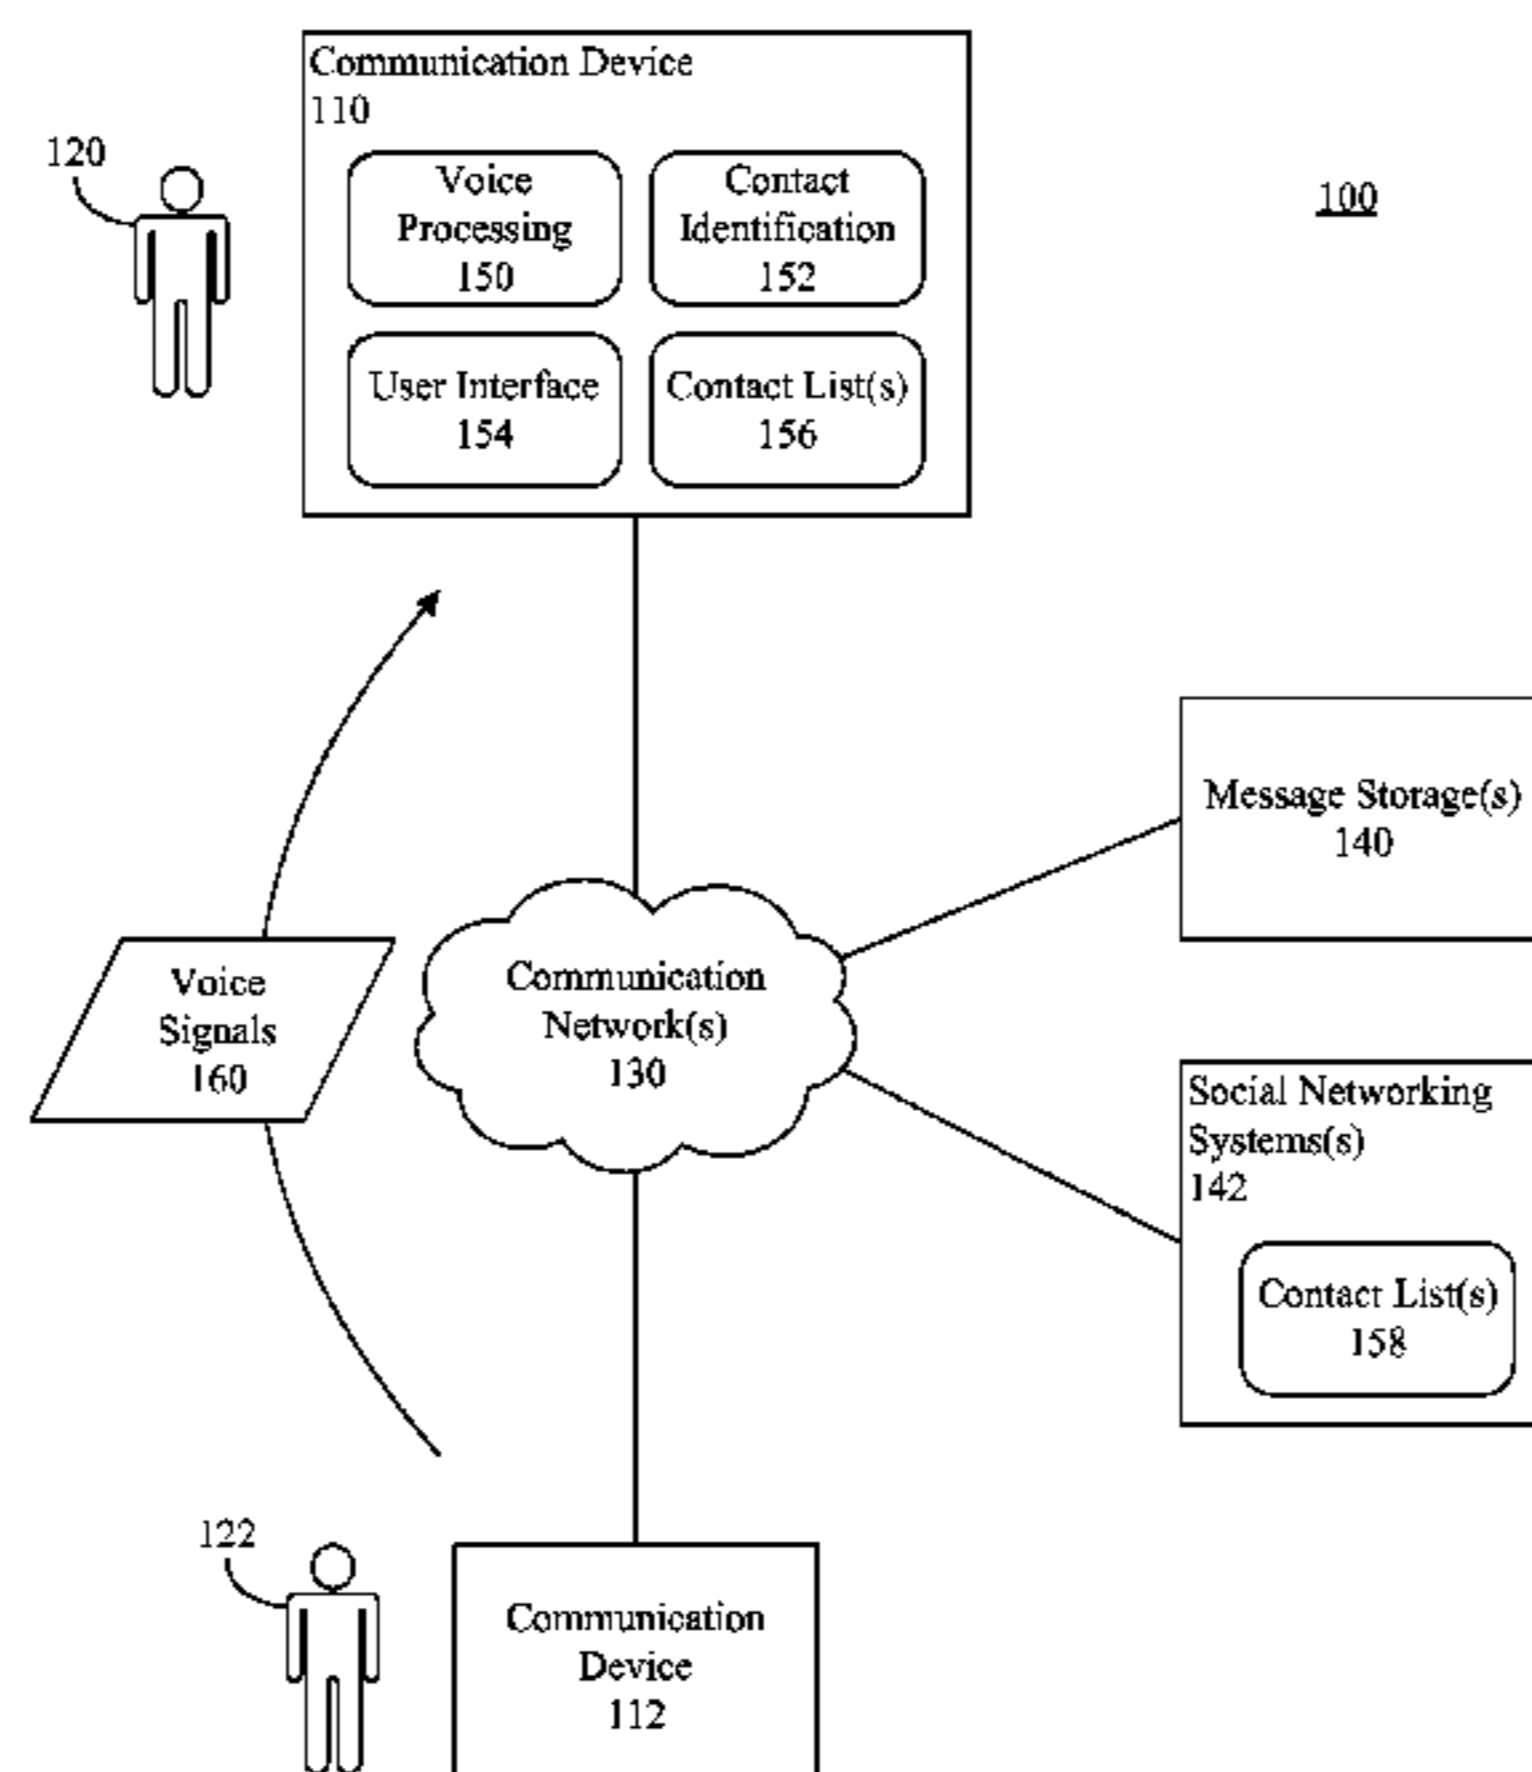 Communication Device
110
120
Voice
Processing
150
Contact
Identification
152
100
User Interface
154
Contact List(s)
156
Message Storage(s)
140
Voice
Signals
160
Communication
Network(s)
130
Social Networking
Systems(s)
142
Contact List(s)
158
122
Communication
Device
112